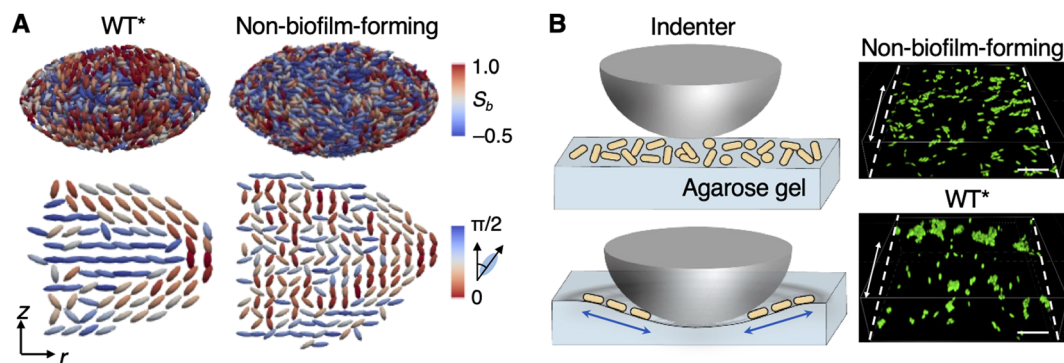 A
WT*
Non-biofilm-forming
1.0
S_b
−0.5
π/2
0
z
r
B
Indenter
Agarose gel
Non-biofilm-forming
WT*